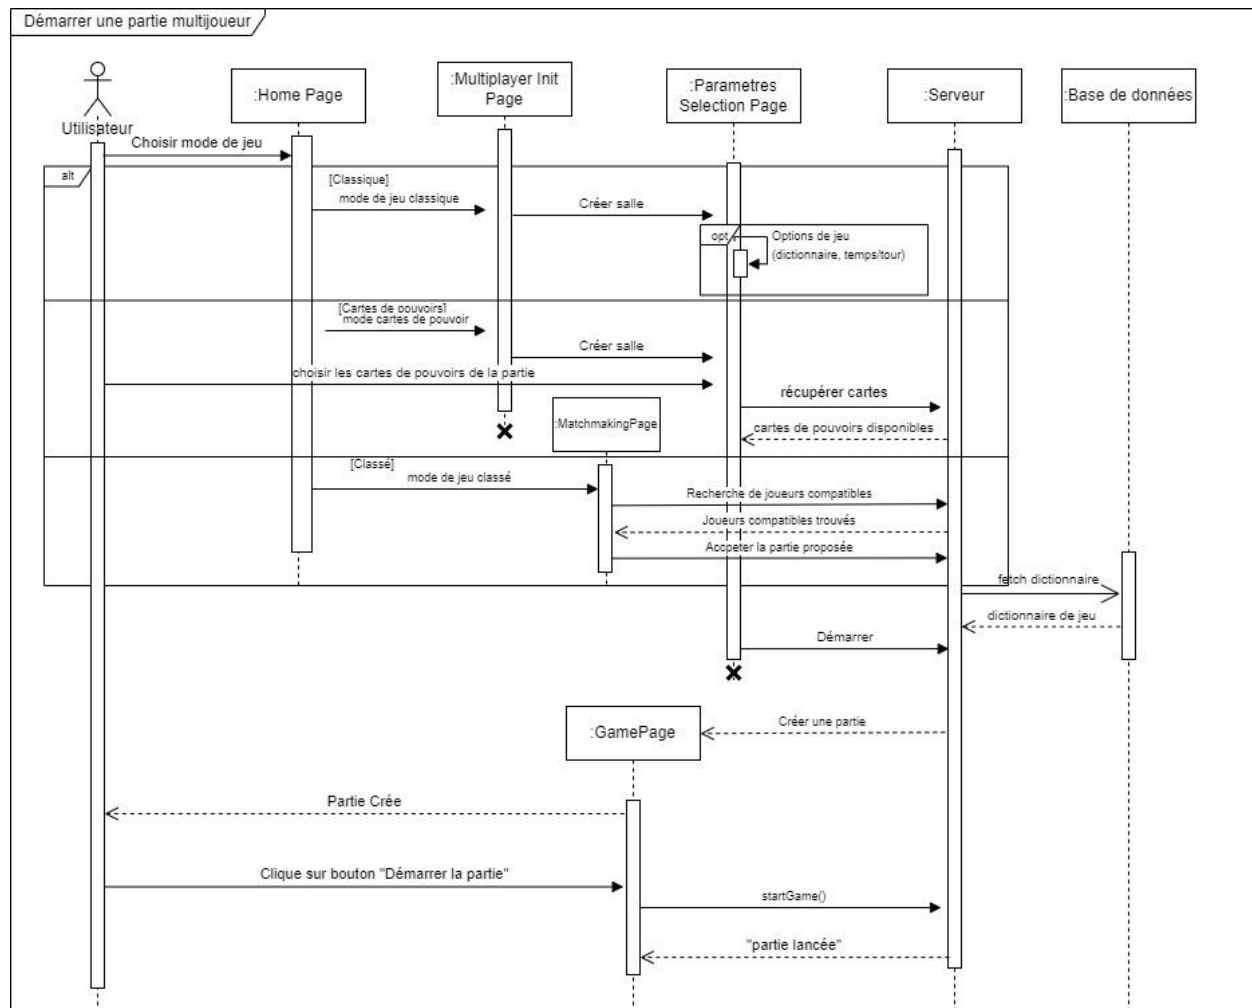 Démarrer une partie multijoueur
:Home Page
:Multiplayer Init
Page
:Parametres
Selection Page
:Serveur
:Base de données
Utilisateur
Choisir mode de jeu
alt
[Classique]
mode de jeu classique
Créer salle
opt
Options de jeu
(dictionnaire, temps/tour)
[Cartes de pouvoirs]
mode cartes de pouvoir
Créer salle
choisir les cartes de pouvoirs de la partie
récupérer cartes
:MatchmakingPage
cartes de pouvoirs disponibles
[Classé]
mode de jeu classé
Recherche de joueurs compatibles
Joueurs compatibles trouvés
Accpeter la partie proposée
fetch dictionnaire
dictionnaire de jeu
Démarrer
:GamePage
Créer une partie
Partie Crée
Clique sur bouton "Démarrer la partie"
startGame()
"partie lancée"